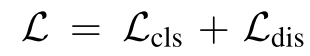 ℒ = ℒ_cls + ℒ_dis